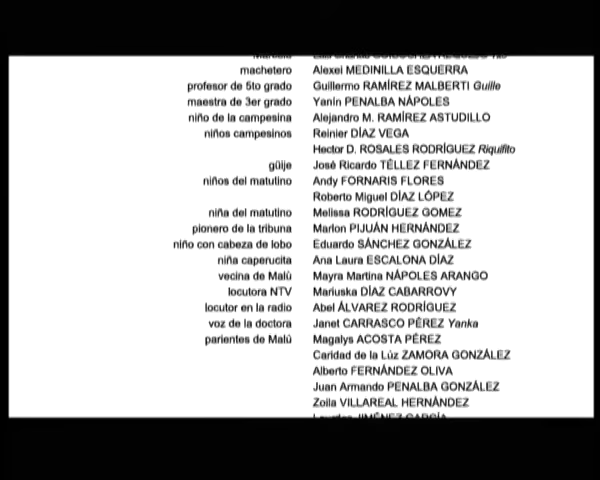 machetero Alexei MEDINILLA ESQUERRA
profesor de 5to grado Guillermo RAMÍREZ MALBERTI Guille
maestra de 3er grado Yanin PENALBA NÁPOLES
niño de la campesina Alejandro M. RAMÍREZ ASTUDILLO
niños campesinos Reinier DÍAZ VEGA
Hector D. ROSALES RODRÍGUEZ Riquiñto
güije José Ricardo TÉLLEZ FERNÁNDEZ
niños del matutino Andy FORNARIS FLORES
Roberto Miguel DÍAZ LÓPEZ
niña del matutino Melissa RODRÍGUEZ GOMEZ
pionero de la tribuna Marlon PIJUÁN HERNÁNDEZ
niño con cabeza de lobo Eduardo SÁNCHEZ GONZÁLEZ
niña caperucita Ana Laura ESCALONA DÍAZ
vecina de Malú Mayra Martina NÁPOLES ARANGO
locutora NTV Mariuska DÍAZ CABARROVY
locutor en la radio Abel ÁLVAREZ RODRÍGUEZ
voz de la doctora Janet CARRASCO PÉREZ Yanka
parientes de Malú Magalys ACOSTA PÉREZ
Caridad de la Lúz ZAMORA GONZÁLEZ
Alberto FERNÁNDEZ OLIVA
Juan Armando PENALBA GONZÁLEZ
Zoila VILLAREAL HERNÁNDEZ
JIMÉNEZ GARCÍA